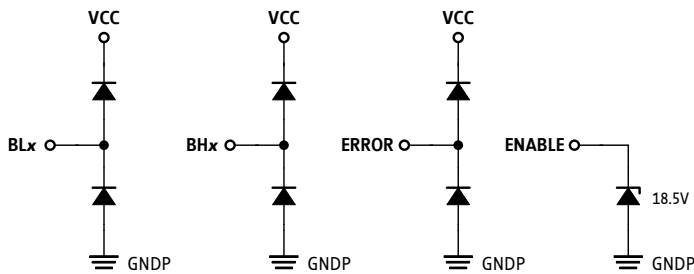 VCC VCC VCC
BLx BHx ERROR ENABLE
18.5V
GNDP GNDP GNDP GNDP